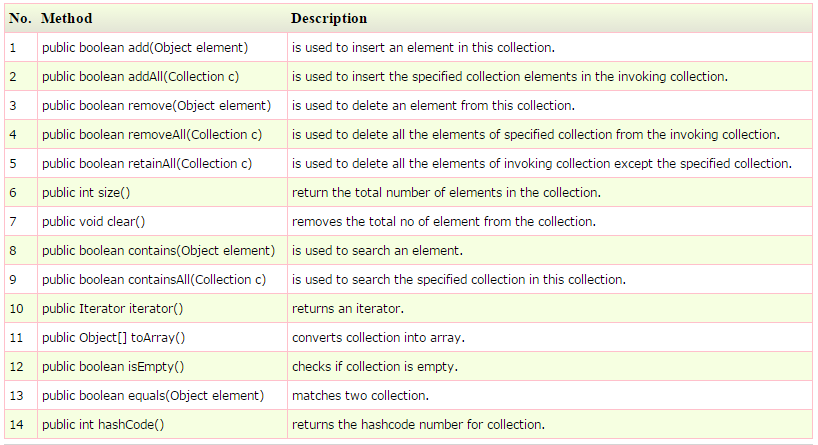 No. Method Description
1 public boolean add(Object element) is used to insert an element in this collection.
2 public boolean addAll(Collection c) is used to insert the specified collection elements in the invoking collection.
3 public boolean remove(Object element) is used to delete an element from this collection.
4 public boolean removeAll(Collection c) is used to delete all the elements of specified collection from the invoking collection.
5 public boolean retainAll(Collection c) is used to delete all the elements of invoking collection except the specified collection.
6 public int size() return the total number of elements in the collection.
7 public void clear() removes the total no of element from the collection.
8 public boolean contains(Object element) is used to search an element.
9 public boolean containsAll(Collection c) is used to search the specified collection in this collection.
10 public Iterator iterator() returns an iterator.
11 public Object[] toArray() converts collection into array.
12 public boolean isEmpty() checks if collection is empty.
13 public boolean equals(Object element) matches two collection.
14 public int hashCode() returns the hashcode number for collection.